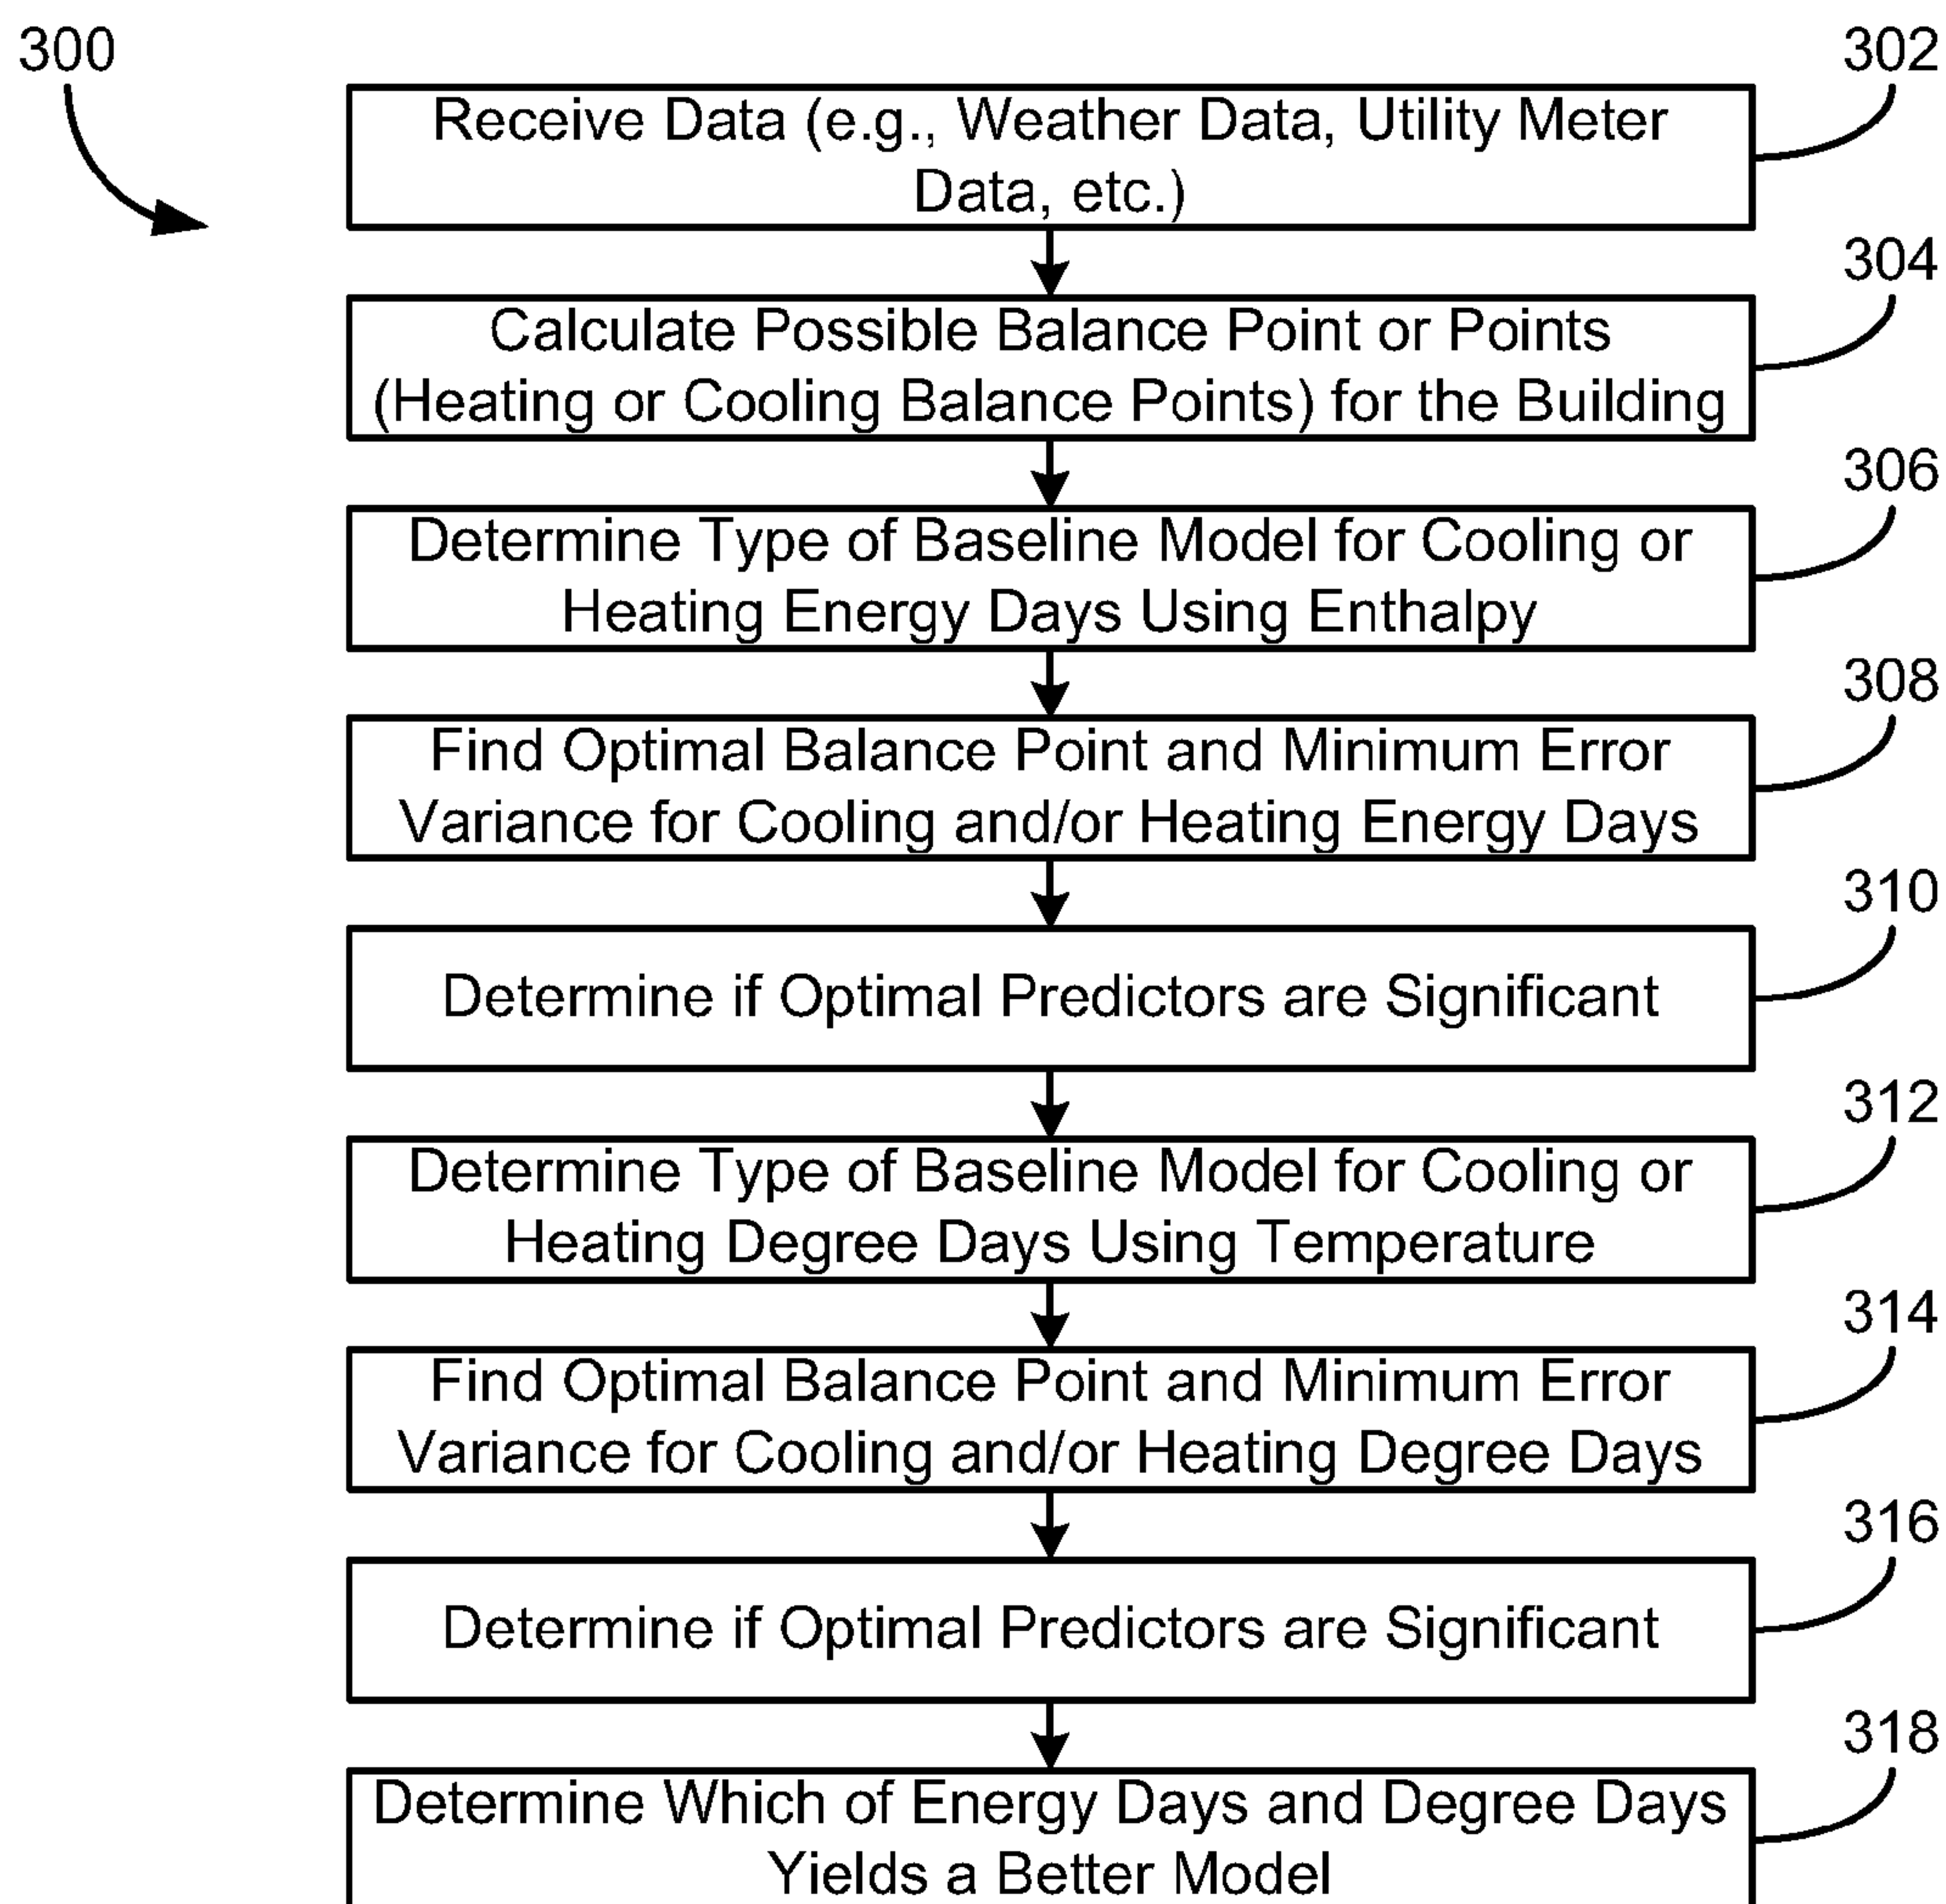 300
302
Receive Data (e.g., Weather Data, Utility Meter
Data, etc.)
304
Calculate Possible Balance Point or Points
(Heating or Cooling Balance Points) for the Building
306
Determine Type of Baseline Model for Cooling or
Heating Energy Days Using Enthalpy
308
Find Optimal Balance Point and Minimum Error
Variance for Cooling and/or Heating Energy Days
310
Determine if Optimal Predictors are Significant
312
Determine Type of Baseline Model for Cooling or
Heating Degree Days Using Temperature
314
Find Optimal Balance Point and Minimum Error
Variance for Cooling and/or Heating Degree Days
316
Determine if Optimal Predictors are Significant
318
Determine Which of Energy Days and Degree Days
Yields a Better Model